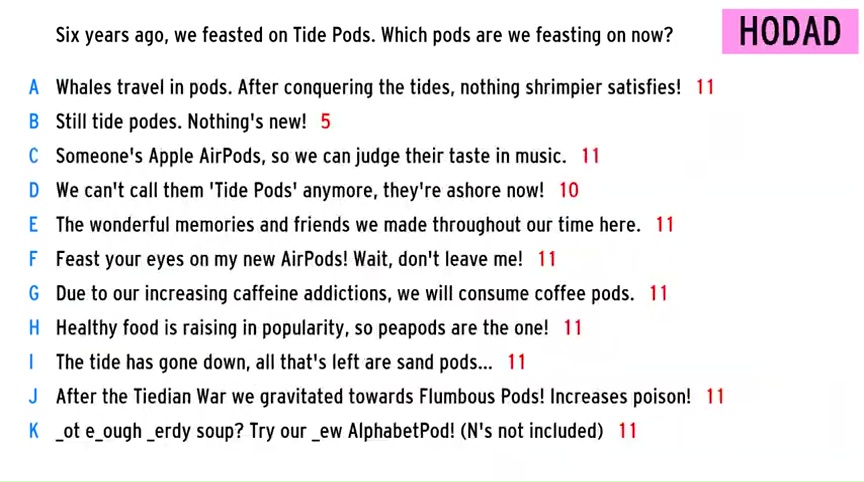 Six years ago, we feasted on Tide Pods. Which pods are we feasting on now?
HODAD
A Whales travel in pods. After conquering the tides, nothing shrimpier satisfies! 11
B Still tide podes. Nothing's new! 5
C Someone's Apple AirPods, so we can judge their taste in music. 11
D We can't call them 'Tide Pods' anymore, they're ashore now! 10
E The wonderful memories and friends we made throughout our time here. 11
F Feast your eyes on my new AirPods! Wait, don't leave me! 11
G Due to our increasing caffeine addictions, we will consume coffee pods. 11
H Healthy food is raising in popularity, so peapods are the one! 11
I The tide has gone down, all that's left are sand pods... 11
J After the Tiedian War we gravitated towards Flumbous Pods! Increases poison! 11
K _ot e_ough _erdy soup? Try our _ew AlphabetPod! (N's not included) 11